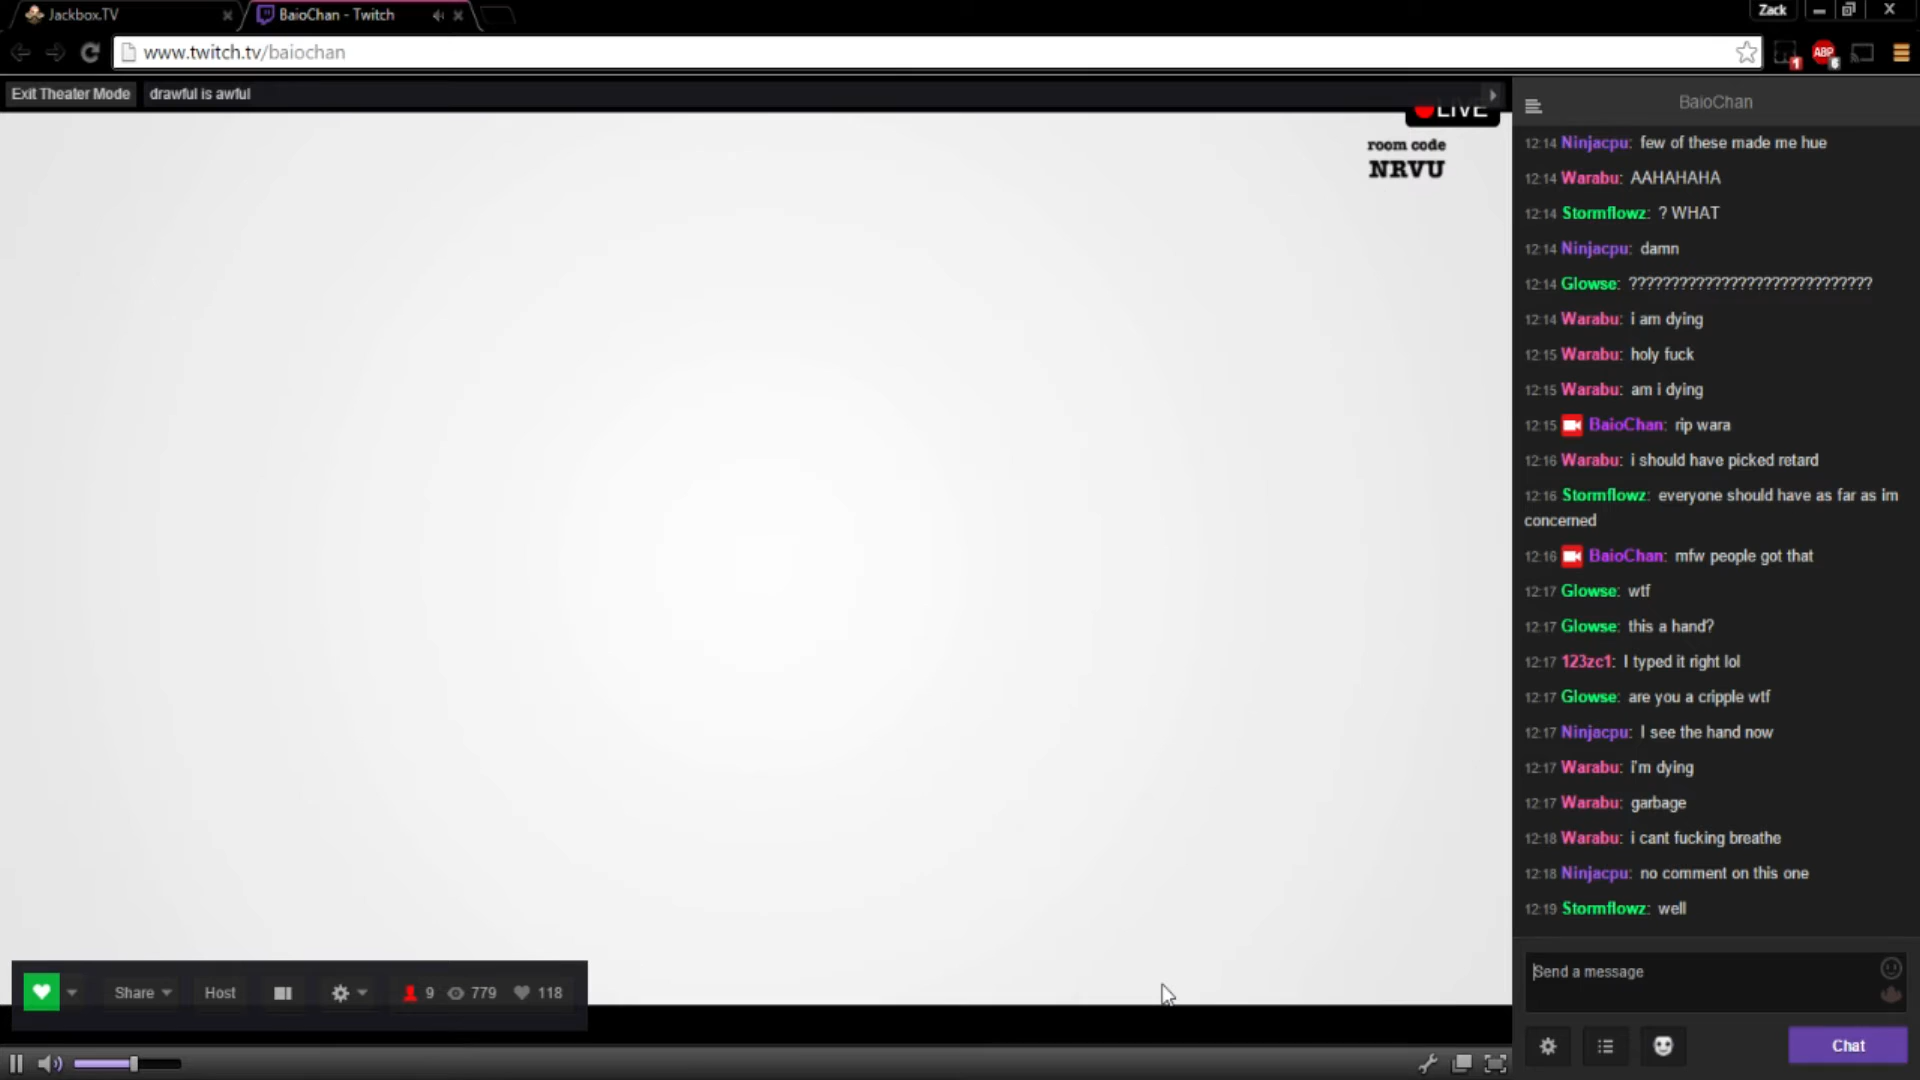 Jackbox.TV
BaioChan - Twitch
Zack
www.twitch.tv/baiochan
ABP
1
6
Exit Theater Mode
drawful is awful
LIVE
room code
NRVU
BaioChan
12:14 Ninjacpu: few of these made me hue
12:14 Warabu: AAHAHAHA
12:14 Stormflowz: ? WHAT
12:14 Ninjacpu: damn
12:14 Glowse: ????????????????????????????
12:14 Warabu: i am dying
12:15 Warabu: holy fuck
12:15 Warabu: am i dying
12:15 BaioChan: rip wara
12:16 Warabu: i should have picked retard
12:16 Stormflowz: everyone should have as far as im
concerned
12:16 BaioChan: mfw people got that
12:17 Glowse: wtf
12:17 Glowse: this a hand?
12:17 123zc1: I typed it right lol
12:17 Glowse: are you a cripple wtf
12:17 Ninjacpu: I see the hand now
12:17 Warabu: i'm dying
12:17 Warabu: garbage
12:18 Warabu: i cant fucking breathe
12:18 Ninjacpu: no comment on this one
12:19 Stormflowz: well
Send a message
Share
Host
9
779
118
Chat